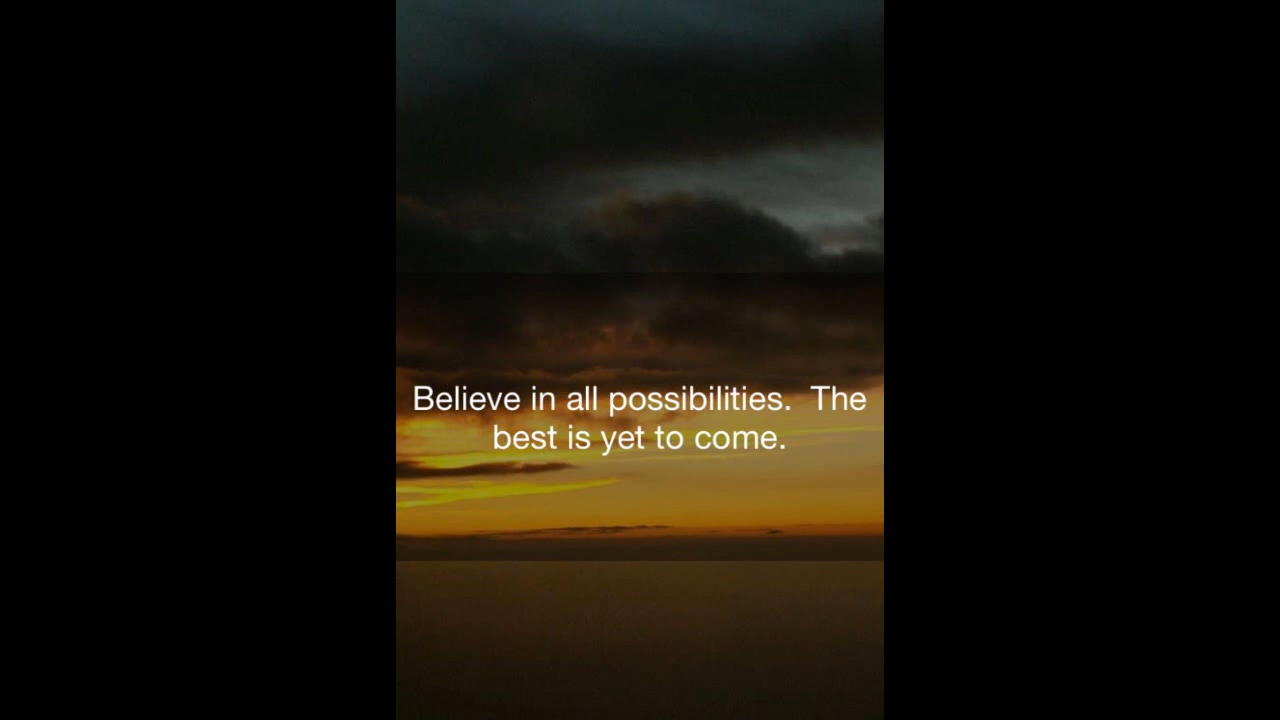 Believe in all possibilities.  The
best is yet to come.